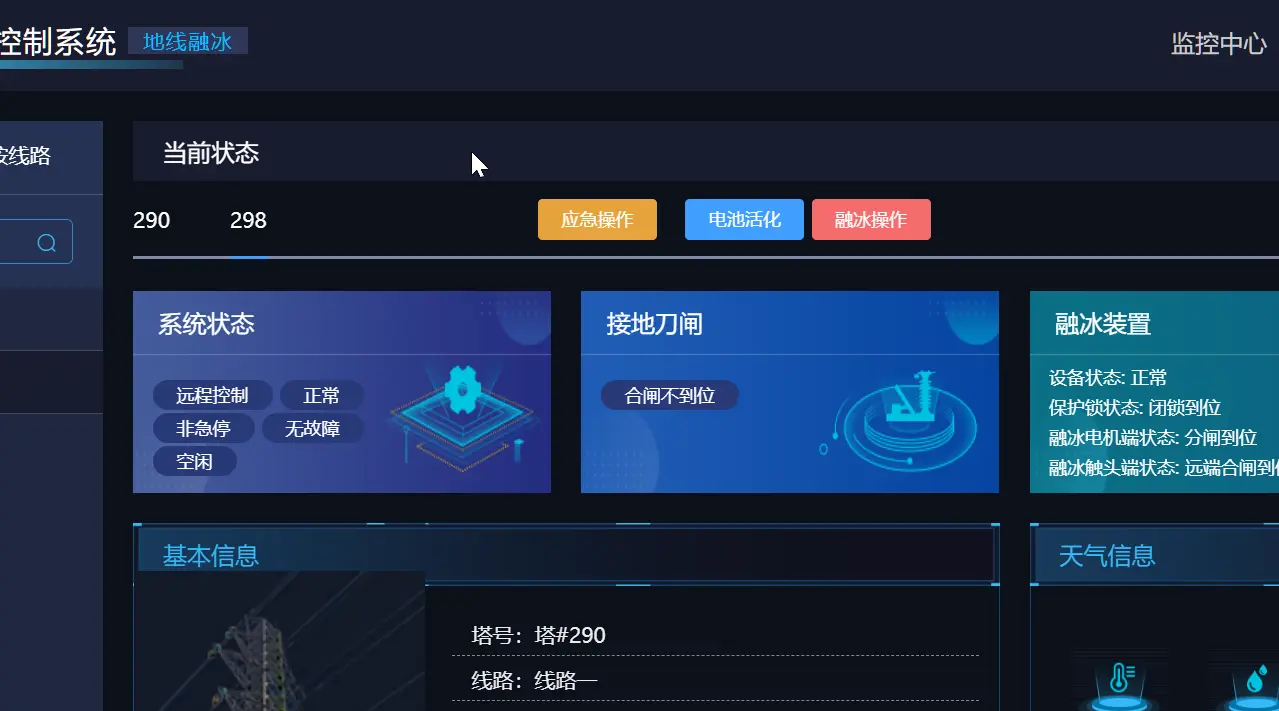 控制系统 地线融冰
监控中心
按线路
当前状态
290 298 应急操作 电池活化 融冰操作
系统状态
远程控制 正常
非急停 无故障
空闲
接地刀闸
合闸不到位
融冰装置
设备状态: 正常
保护锁状态: 闭锁到位
融冰电机端状态: 分闸到位
融冰触头端状态: 远端合闸到位
基本信息
塔号：塔#290
线路：线路一
天气信息